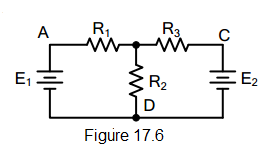 A R₁ R₃ C
E₁ R₂ E₂
D
Figure 17.6